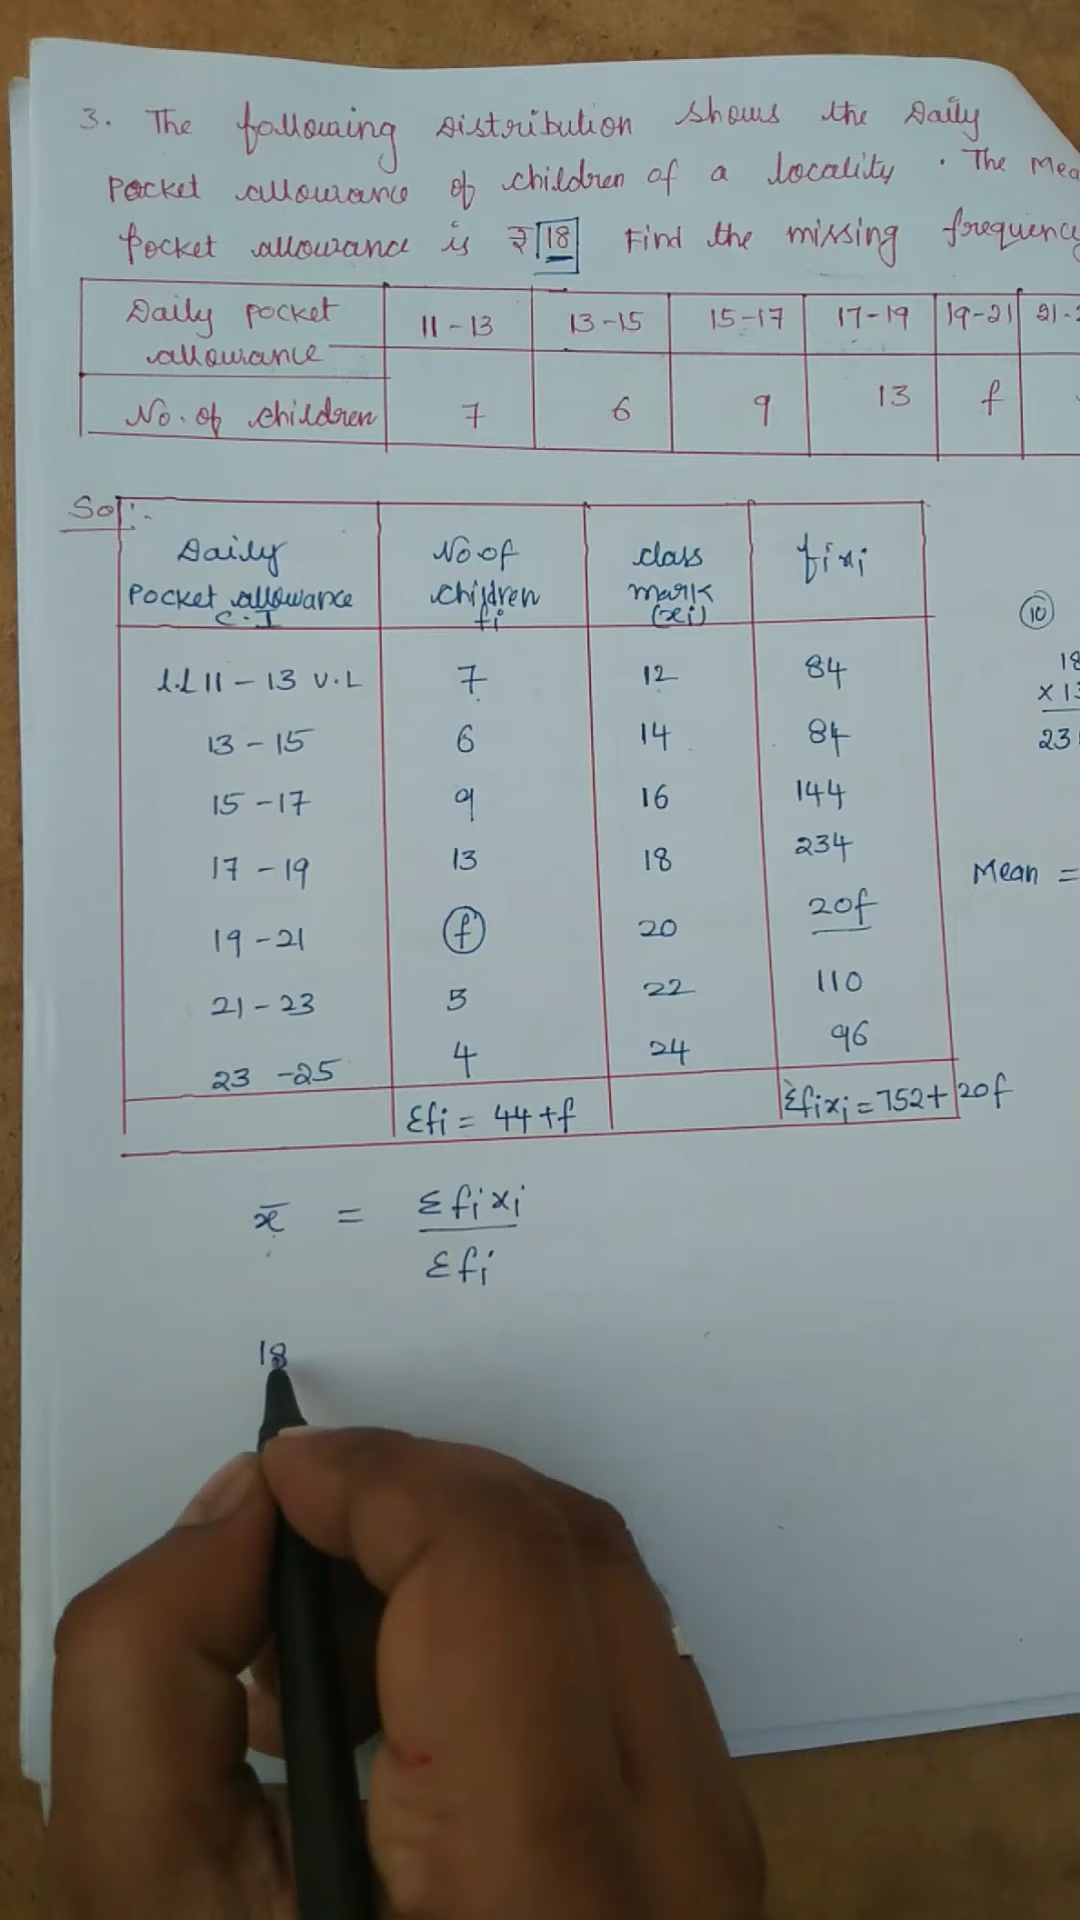 3. The following Distribution shows the Daily
Pocket allowance of children of a locality. The
Pocket allowance is ₹ 18 Find the missing frequency
Daily pocket allowance 11-13 13-15 15-17 17-19 19-21
No. of children 7 6 9 13 f
Sol:-
Daily Pocket allowance C.I No of children fi class mark (xi) fixi
L.L 11-13 U.L 7 12 84
13-15 6 14 84
15-17 9 16 144
17-19 13 18 234
19-21 f 20 20f
21-23 5 22 110
23-25 4 24 96
Σfi = 44+f Σfixi = 752+20f
10
18
Mean =
x̄ = Σfixi
Σfi
18